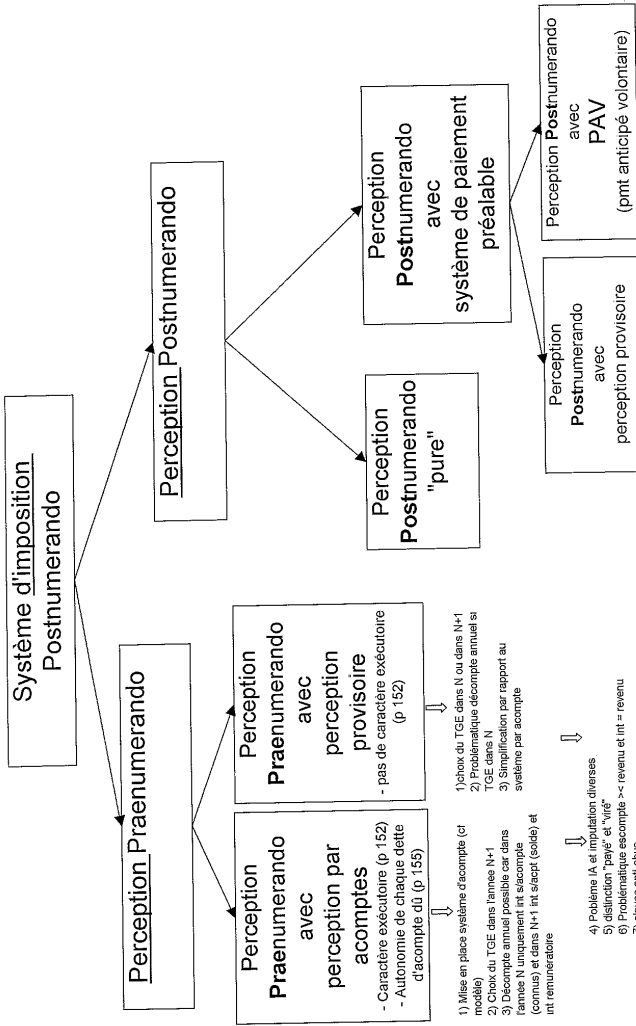 Système d'imposition
Postnumerando
Perception Praenumerando
Perception Postnumerando
Perception
Praenumerando
avec
perception par
acomptes
- Caractère exécutoire (p 152)
- Autonomie de chaque dette
d'acompte dû (p 155)
Perception
Praenumerando
avec
perception
provisoire
- pas de caractère exécutoire
(p 152)
Perception
Postnumerando
"pure"
Perception
Postnumerando
avec
système de paiement
préalable
Perception
Postnumerando
avec
perception provisoire
Perception Postnumerando
avec
PAV
(pmt anticipé volontaire)
1) Mise en place système d'acompte (cf
modèle)
2) Choix du TGE dans l'année N+1
3) Décompte annuel possible car dans
l'année N uniquement int s/acompte
(connus) et dans N+1 int s/acpt (solde) et
int remunératoire
1)choix du TGE dans N ou dans N+1
2) Problématique décompte annuel si
TGE dans N
3) Simplification par rapport au
système par acompte
4) Poblème IA et imputation diverses
5) distinction "payé" et "viré"
6) Problématique escompte >< revenu et int = revenu